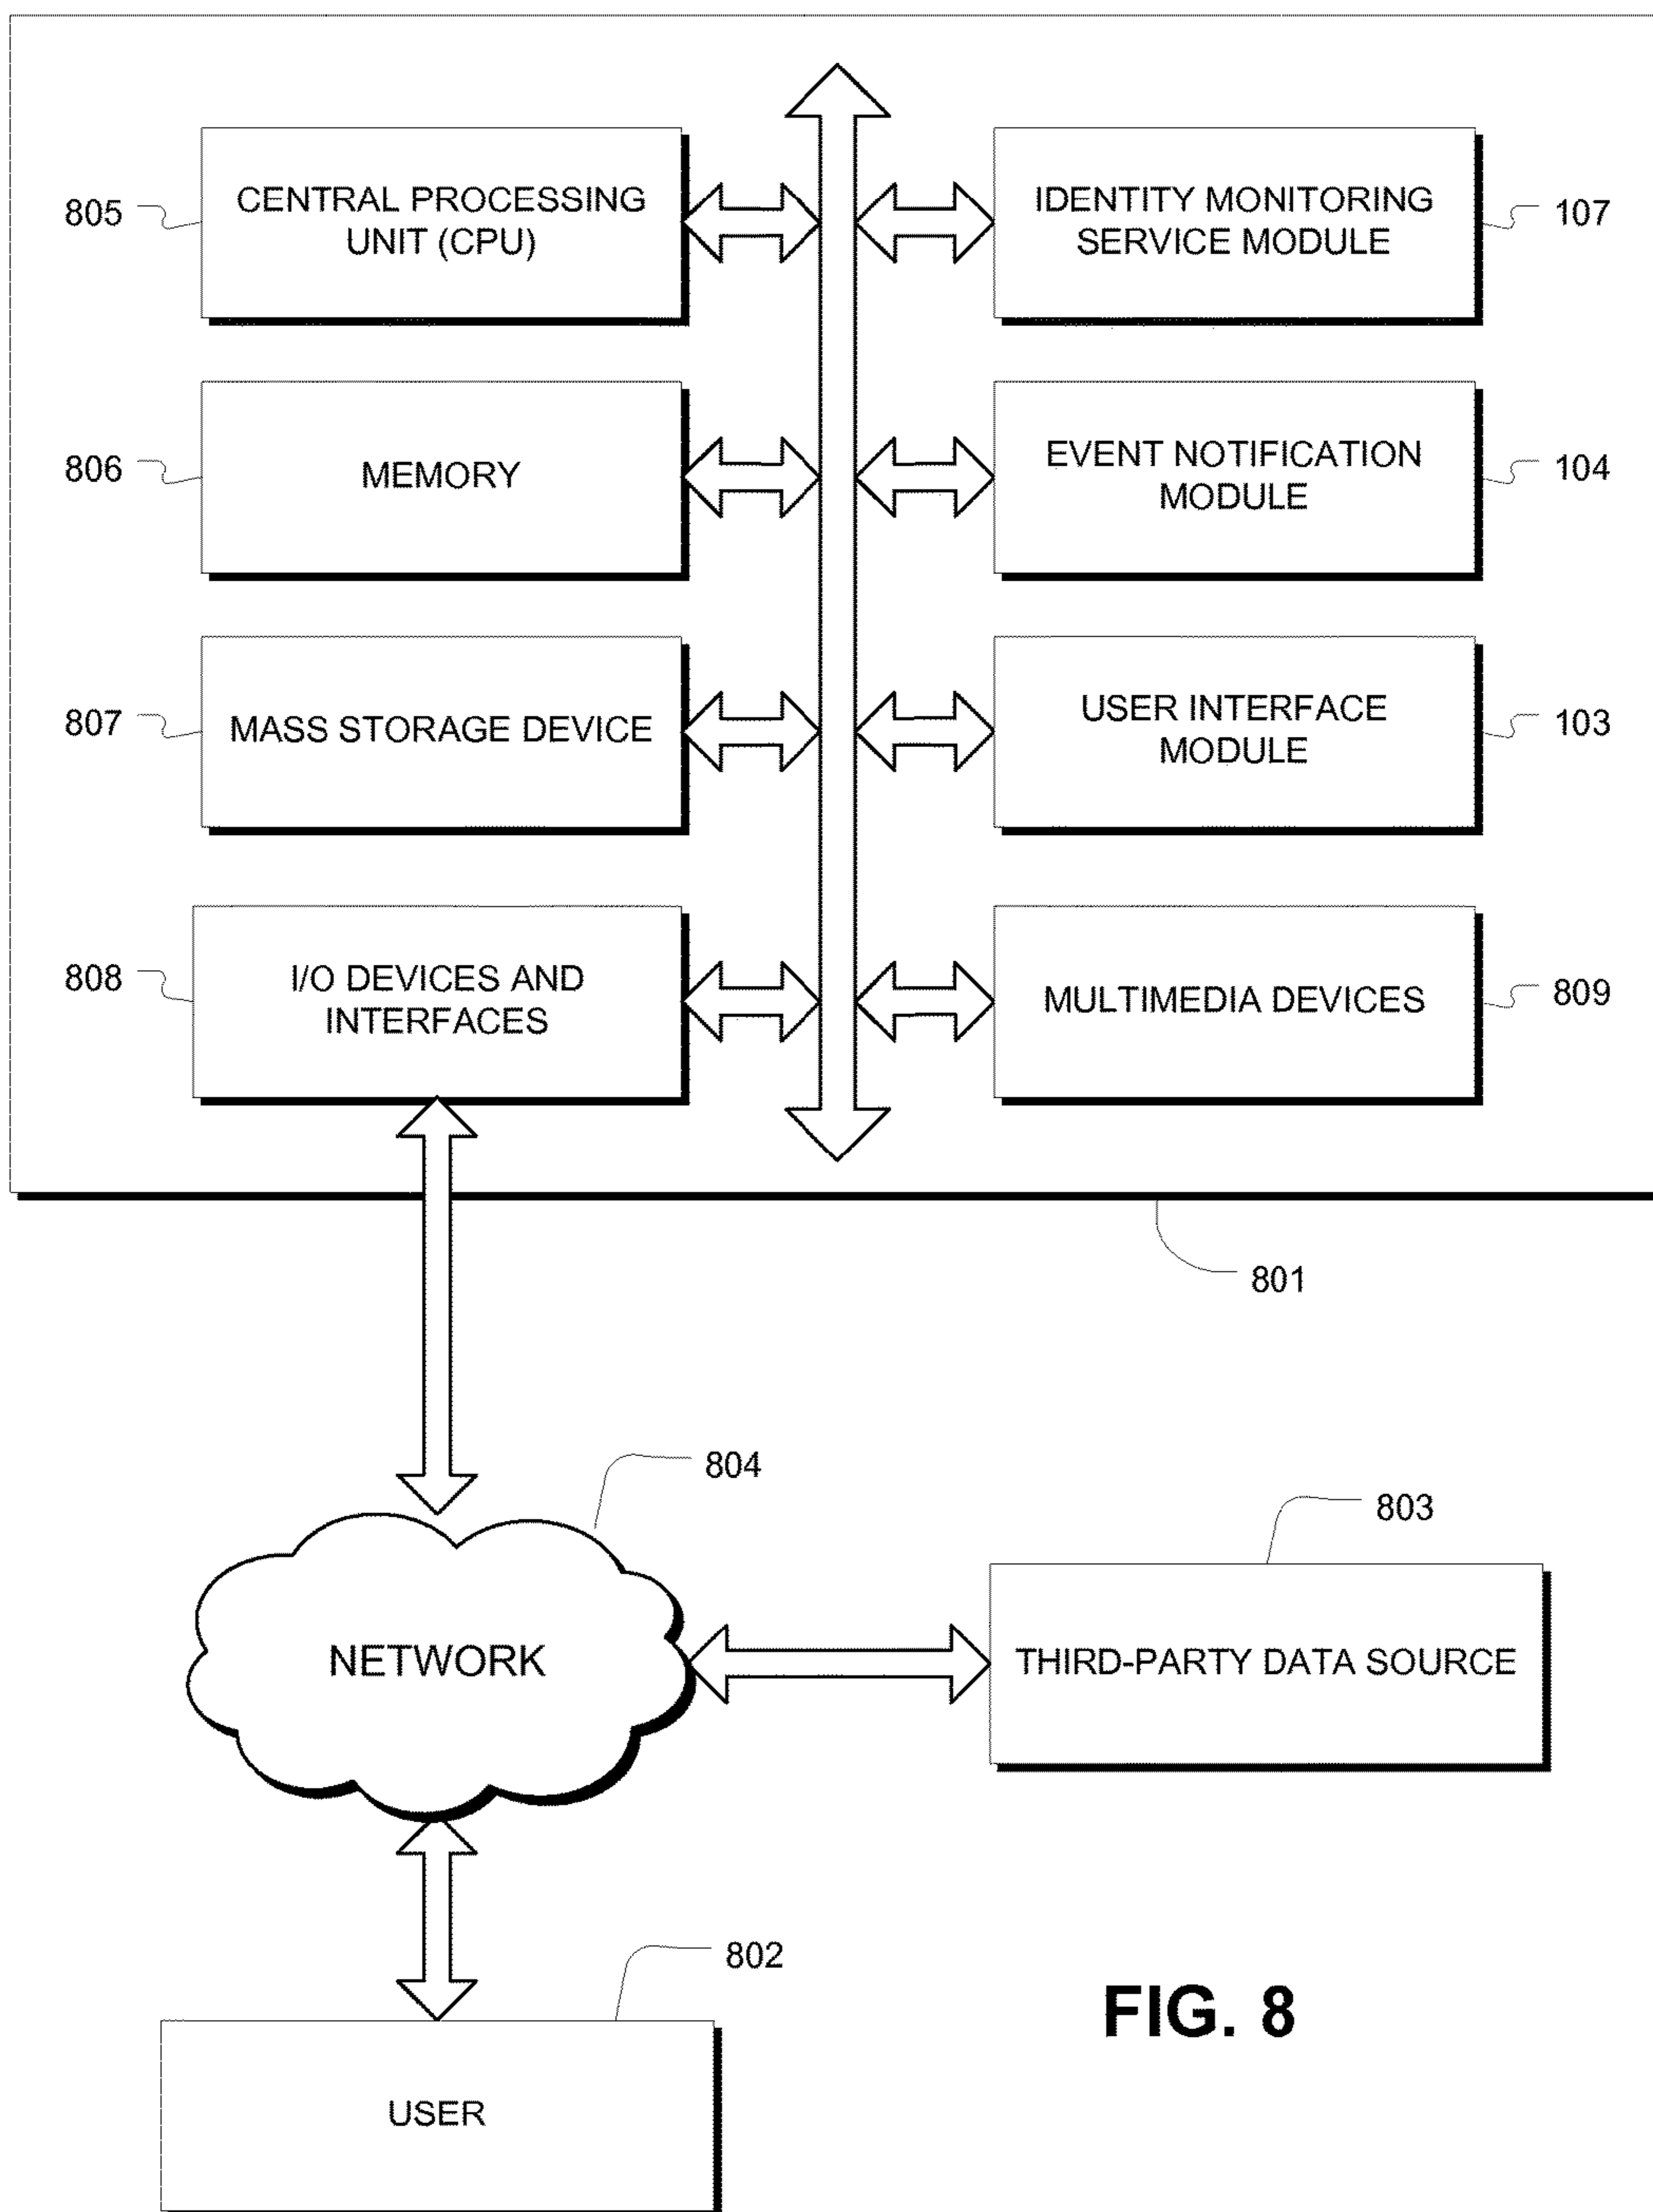 805
CENTRAL PROCESSING
UNIT (CPU)
IDENTITY MONITORING
SERVICE MODULE
107
806
MEMORY
EVENT NOTIFICATION
MODULE
104
807
MASS STORAGE DEVICE
USER INTERFACE
MODULE
103
808
I/O DEVICES AND
INTERFACES
MULTIMEDIA DEVICES
809
801
804
NETWORK
803
THIRD-PARTY DATA SOURCE
802
USER
FIG. 8